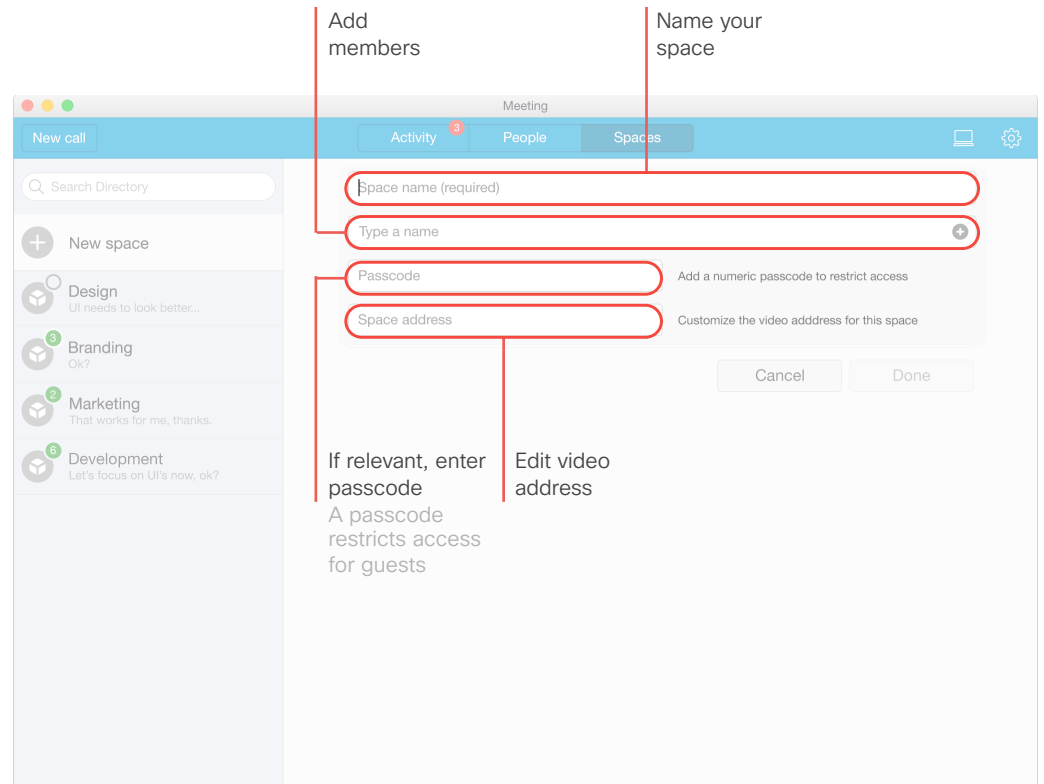 Add
members
Name your
space
Meeting
New call
Activity
3
People
Spaces
Search Directory
Space name (required)
Type a name
New space
Passcode
Add a numeric passcode to restrict access
Design
UI needs to look better...
Space address
Customize the video adddress for this space
3
Branding
Ok?
Cancel
Done
2
Marketing
That works for me, thanks.
6
Development
Let's focus on UI's now, ok?
If relevant, enter
passcode
A passcode
restricts access
for guests
Edit video
address